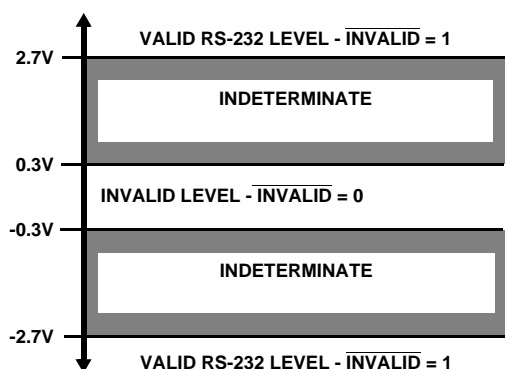 VALID RS-232 LEVEL - INVALID = 1
2.7V
INDETERMINATE
0.3V
INVALID LEVEL - INVALID = 0
-0.3V
INDETERMINATE
-2.7V
VALID RS-232 LEVEL - INVALID = 1